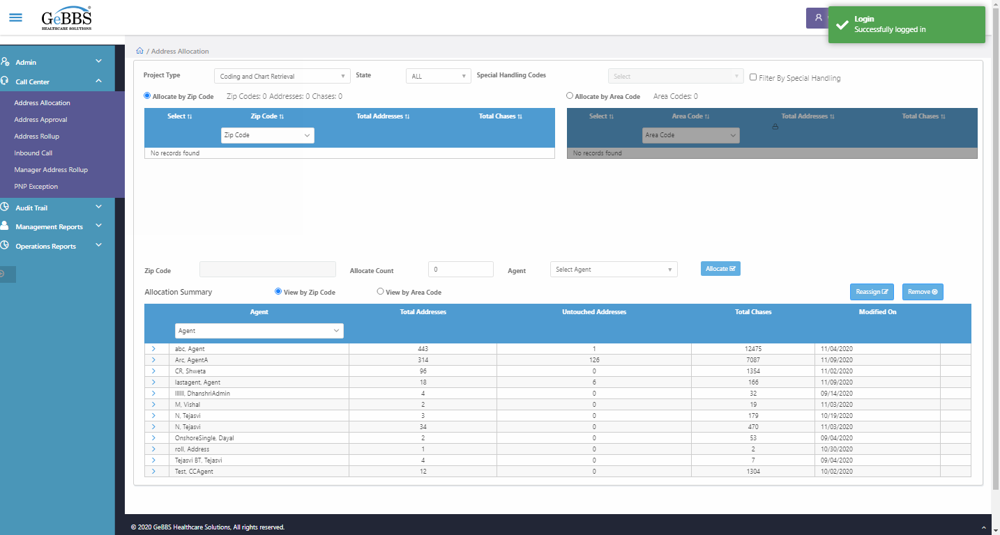 GeBBS
HEALTHCARE SOLUTIONS
Login
Successfully logged in
Admin
Call Center
Address Allocation
Address Approval
Address Rollup
Inbound Call
Manager Address Rollup
PNP Exception
Audit Trail
Management Reports
Operations Reports
/ Address Allocation
Project Type Coding and Chart Retrieval State ALL Special Handling Codes Select Filter By Special Handling
Allocate by Zip Code Zip Codes: 0 Addresses: 0 Chases: 0
Select Zip Code Total Addresses Total Chases
Zip Code
No records found
Allocate by Area Code Area Codes: 0
Select Area Code Total Addresses Total Chases
Area Code
No records found
Zip Code Allocate Count 0 Agent Select Agent Allocate
Allocation Summary View by Zip Code View by Area Code Reassign Remove
Agent Total Addresses Untouched Addresses Total Chases Modified On
Agent
abc, Agent 443 1 12475 11/04/2020
Arc, AgentA 314 126 7087 11/09/2020
CR, Shweta 96 0 1354 11/02/2020
lastagent, Agent 18 6 166 11/09/2020
DhanshriAdmin 4 0 32 09/14/2020
M, Vishal 2 0 19 11/03/2020
N, Tejasvi 3 0 179 10/19/2020
N, Tejasvi 34 0 470 11/03/2020
OnshoreSingle, Dayal 2 0 53 09/04/2020
roll, Address 1 0 2 10/30/2020
Tejasvi BT, Tejasvi 4 0 7 09/04/2020
Test, CCAgent 12 0 1304 10/02/2020
© 2020 GeBBS Healthcare Solutions, All rights reserved.